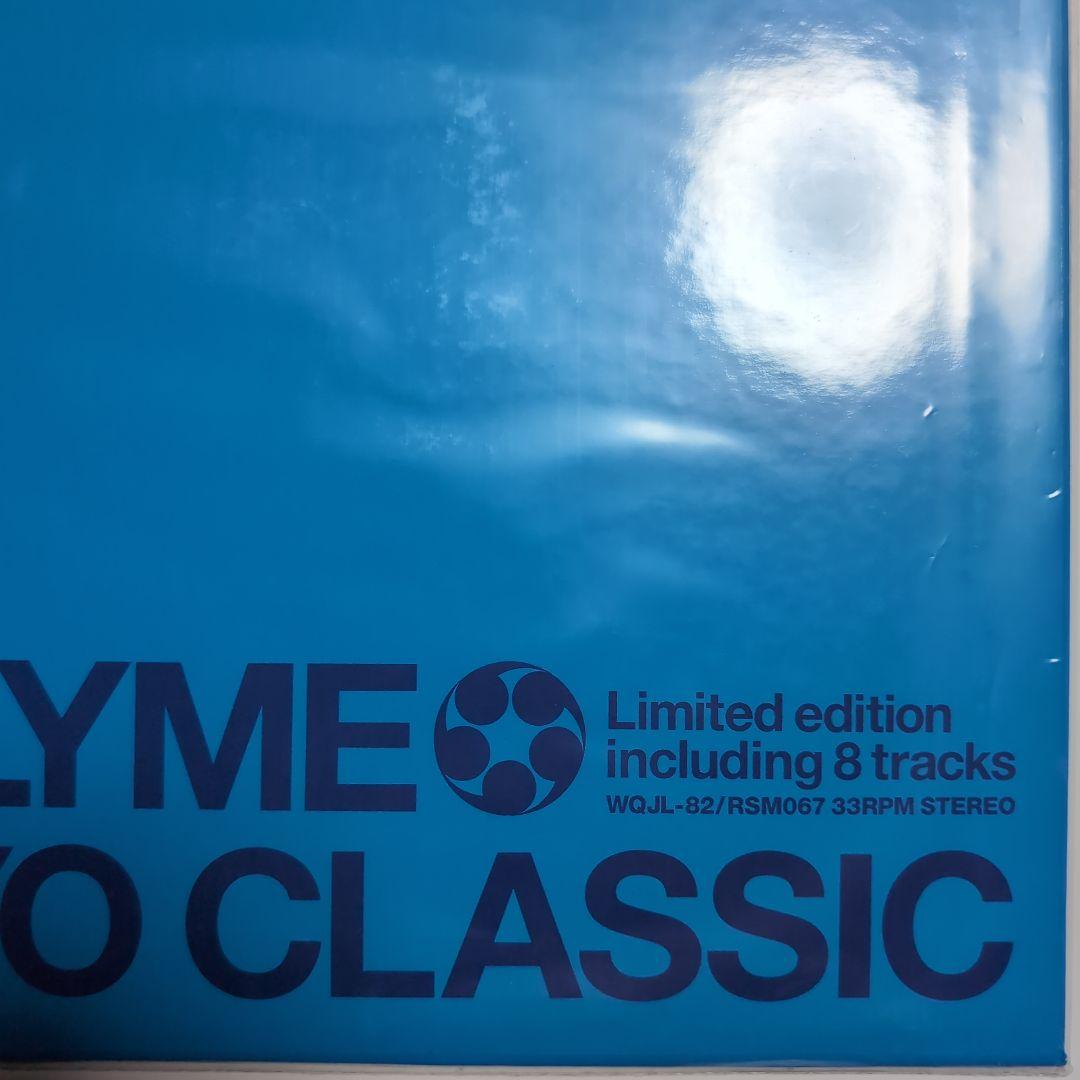 LYME
Limited edition
including 8 tracks
WQJL-82/RSM067 33RPM STEREO
YO CLASSIC